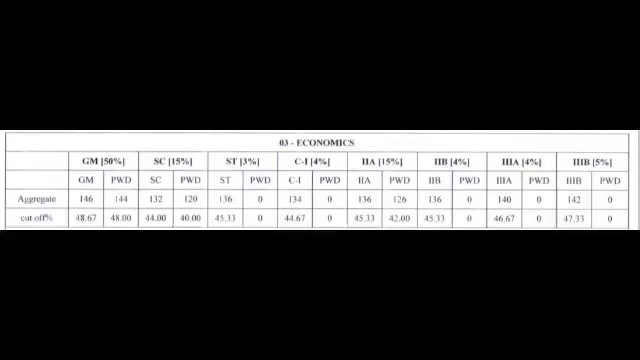 03 - ECONOMICS
GM [50%] SC [15%] ST [3%] C-I [4%] IIA [15%] IIB [4%] IIIA [4%] IIIB [5%]
GM PWD SC PWD ST PWD C-I PWD IIA PWD IIB PWD IIIA PWD IIIB PWD
Aggregate 146 144 132 120 136 0 134 0 136 126 136 0 140 0 142 0
cut off% 48.67 48.00 44.00 40.00 45.33 0 44.67 0 45.33 42.00 45.33 0 46.67 0 47.33 0